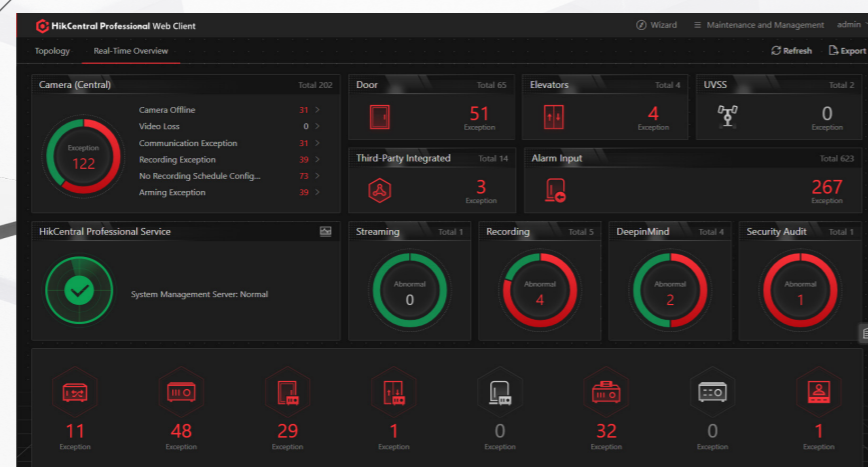 HikCentral Professional Web Client
Wizard
Maintenance and Management
admin
Topology
Real-Time Overview
Refresh
Export
Camera (Central)
Total 202
Exception
122
Camera Offline 31 >
Video Loss 0 >
Communication Exception 31 >
Recording Exception 39 >
No Recording Schedule Config... 73 >
Arming Exception 39 >
Door
Total 65
51
Exception
Elevators
Total 4
4
Exception
UVSS
Total 2
0
Exception
Third-Party Integrated
Total 14
3
Exception
Alarm Input
Total 623
267
Exception
HikCentral Professional Service
System Management Server: Normal
Streaming
Total 1
Abnormal
0
Recording
Total 5
Abnormal
4
DeepinMind
Total 4
Abnormal
2
Security Audit
Total 1
Abnormal
1
11
Exception
48
Exception
29
Exception
1
Exception
0
Exception
32
Exception
0
Exception
1
Exception